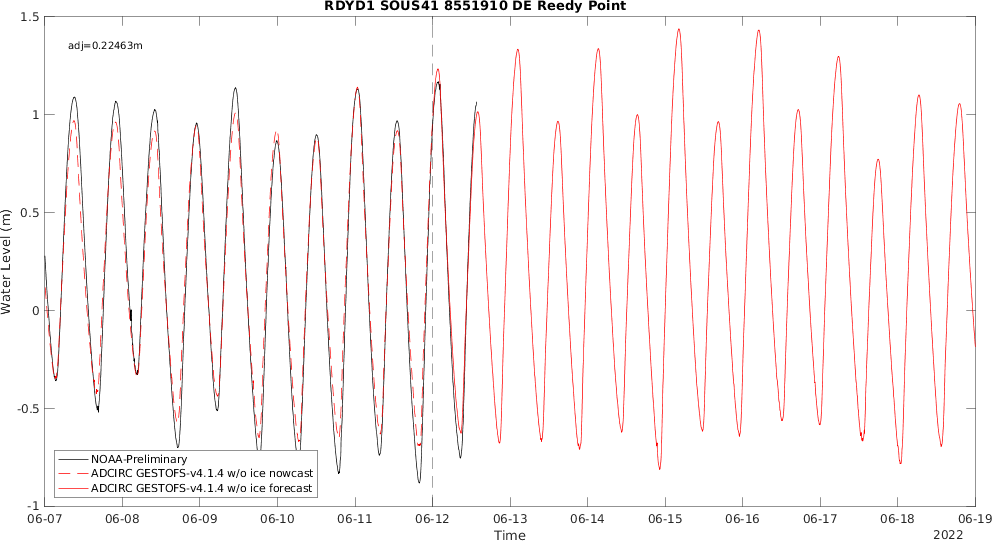 RDYD1 SOUS41 8551910 DE Reedy Point
adj=0.22463m
Water Level (m)
1.5
1
0.5
0
-0.5
-1
NOAA-Preliminary
ADCIRC GESTOFS-v4.1.4 w/o ice nowcast
ADCIRC GESTOFS-v4.1.4 w/o ice forecast
06-07 06-08 06-09 06-10 06-11 06-12 06-13 06-14 06-15 06-16 06-17 06-18 06-19
Time
2022